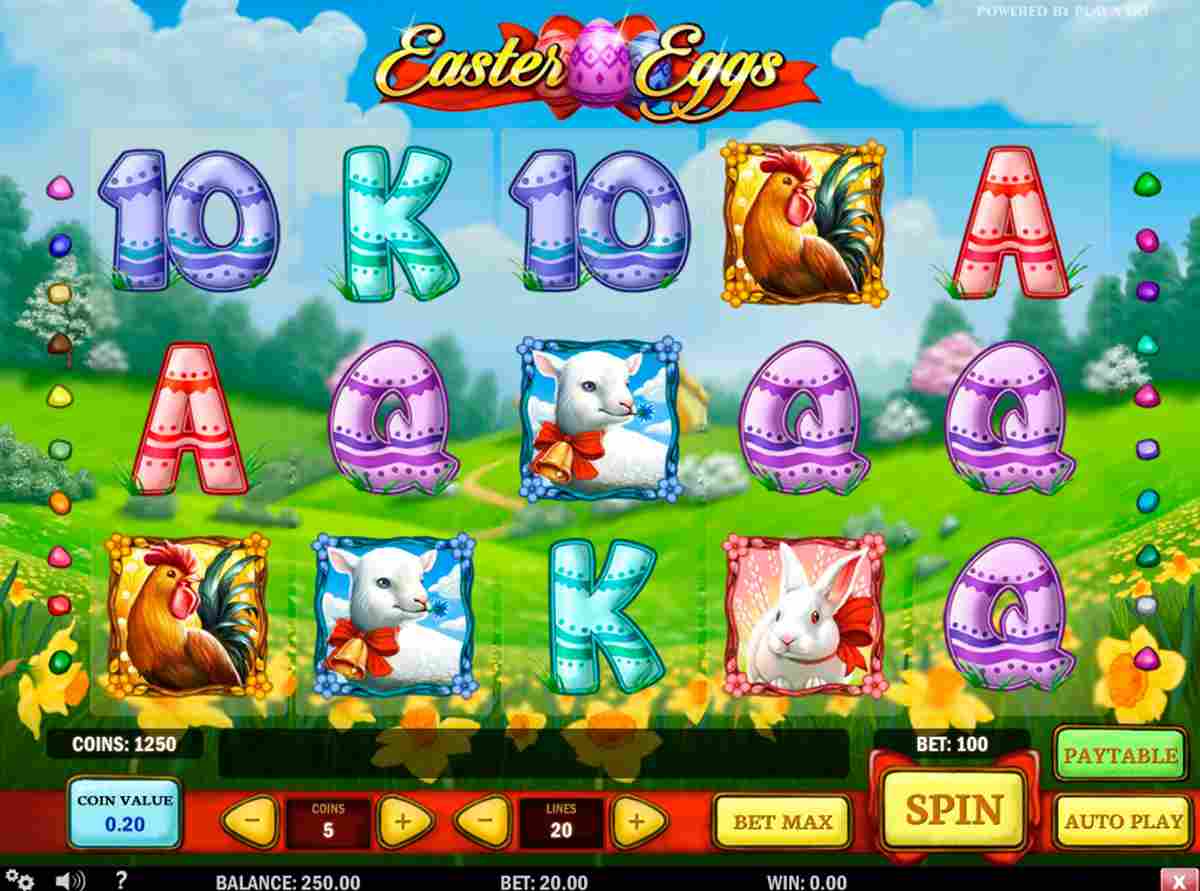 POWERED BY PLAY'N GO
Easter Eggs
10 K 10 A
A Q Q Q
K Q
COINS: 1250
BET: 100
PAYTABLE
COIN VALUE
0.20
−
COINS
5
+
−
LINES
20
+
BET MAX
SPIN
AUTO PLAY
?
BALANCE: 250.00
BET: 20.00
WIN: 0.00
X